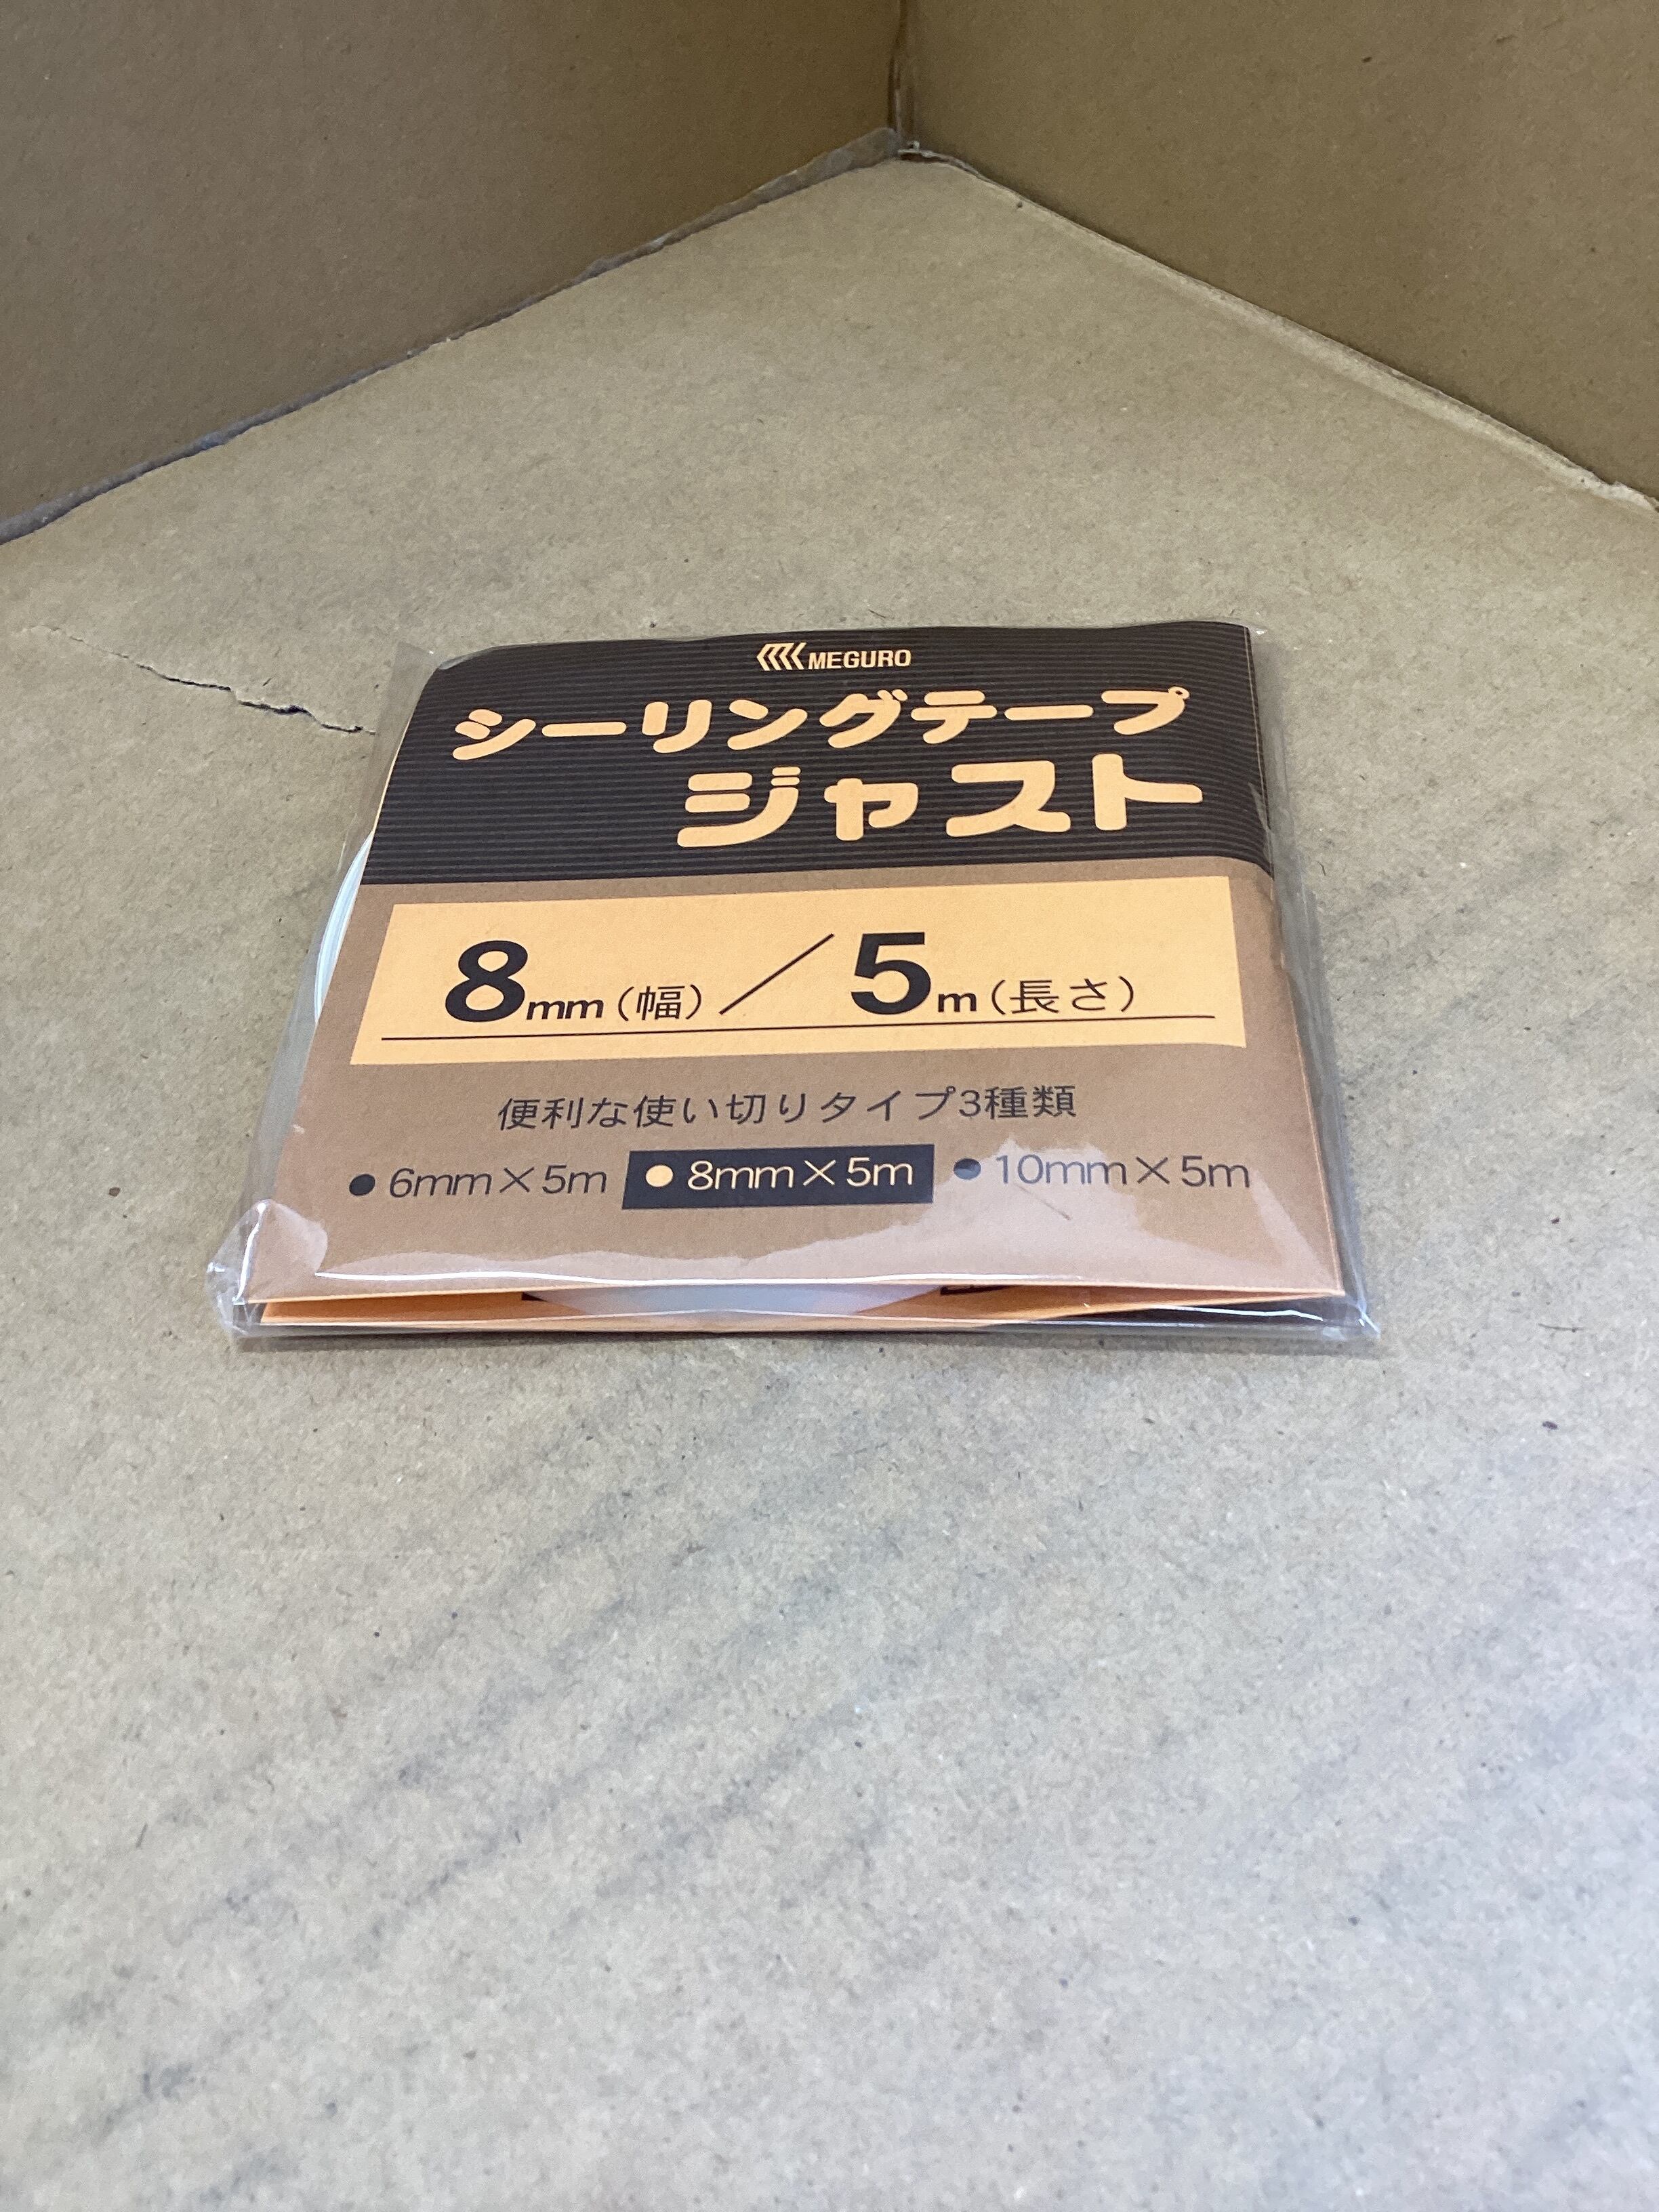 MEGURO
シーリングテープ
ジャスト
8mm(幅)／5m(長さ)
便利な使い切りタイプ3種類
●6mm×5m ●8mm×5m ●10mm×5m